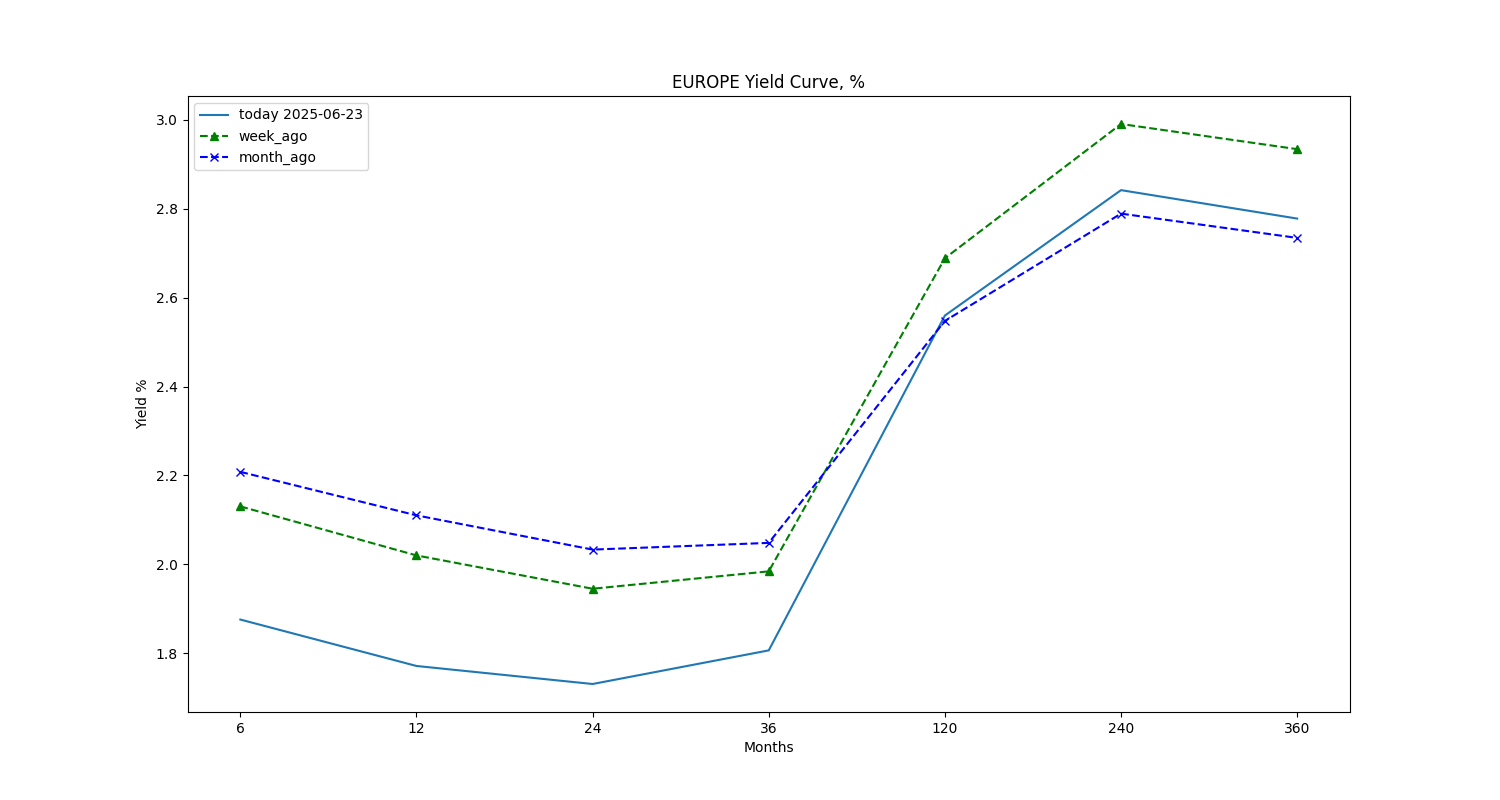 EUROPE Yield Curve, %
today 2025-06-23
week_ago
month_ago
3.0
2.8
2.6
2.4
2.2
2.0
1.8
Yield %
6 12 24 36 120 240 360
Months